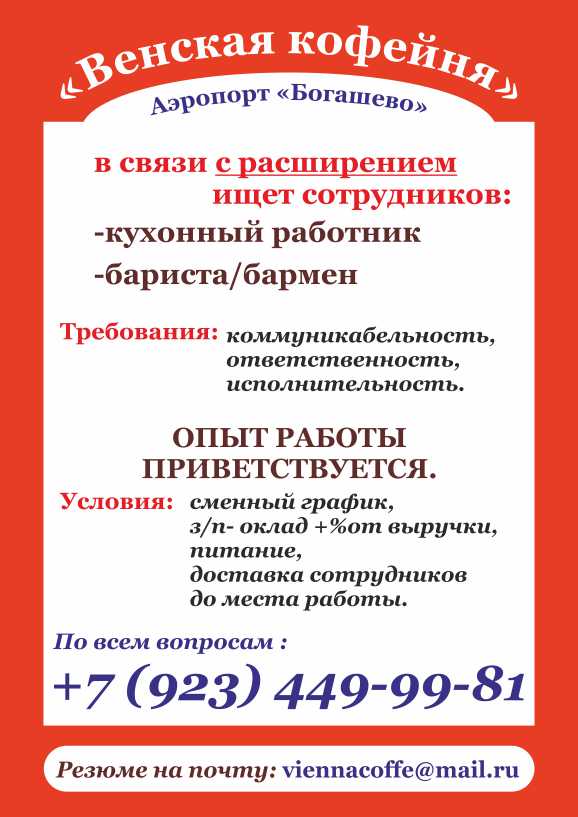 «Венская кофейня»
Аэропорт «Богашево»
в связи с расширением
ищет сотрудников:
-кухонный работник
-бариста/бармен
Требования: коммуникабельность,
ответственность,
исполнительность.
ОПЫТ РАБОТЫ
ПРИВЕТСТВУЕТСЯ.
Условия: сменный график,
з/п- оклад +%от выручки,
питание,
доставка сотрудников
до места работы.
По всем вопросам :
+7 (923) 449-99-81
Резюме на почту: viennacoffe@mail.ru